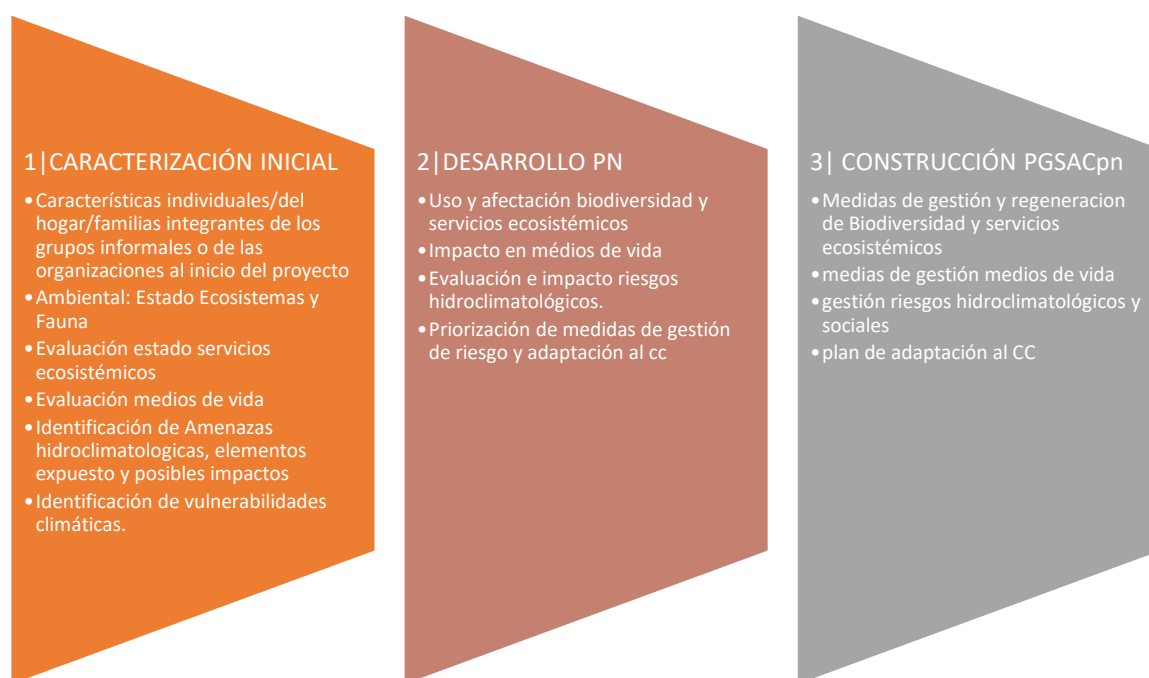 1|CARACTERIZACIÓN INICIAL
•Características individuales/del
hogar/familias integrantes de los
grupos informales o de las
organizaciones al inicio del proyecto
•Ambiental: Estado Ecosistemas y
Fauna
•Evaluación estado servicios
ecosistémicos
•Evaluación medios de vida
•Identificación de Amenazas
hidroclimatologicas, elementos
expuesto y posibles impactos
•Identificación de vulnerabilidades
climáticas.
2|DESARROLLO PN
•Uso y afectación biodiversidad y
servicios ecosistémicos
•Impacto en médios de vida
•Evaluación e impacto riesgos
hidroclimatológicos.
•Priorización de medidas de gestión
de riesgo y adaptación al cc
3| CONSTRUCCIÓN PGSACpn
•Medidas de gestión y regeneracion
de Biodiversidad y servicios
ecosistémicos
•medias de gestión medios de vida
•gestión riesgos hidroclimatológicos y
sociales
•plan de adaptación al CC